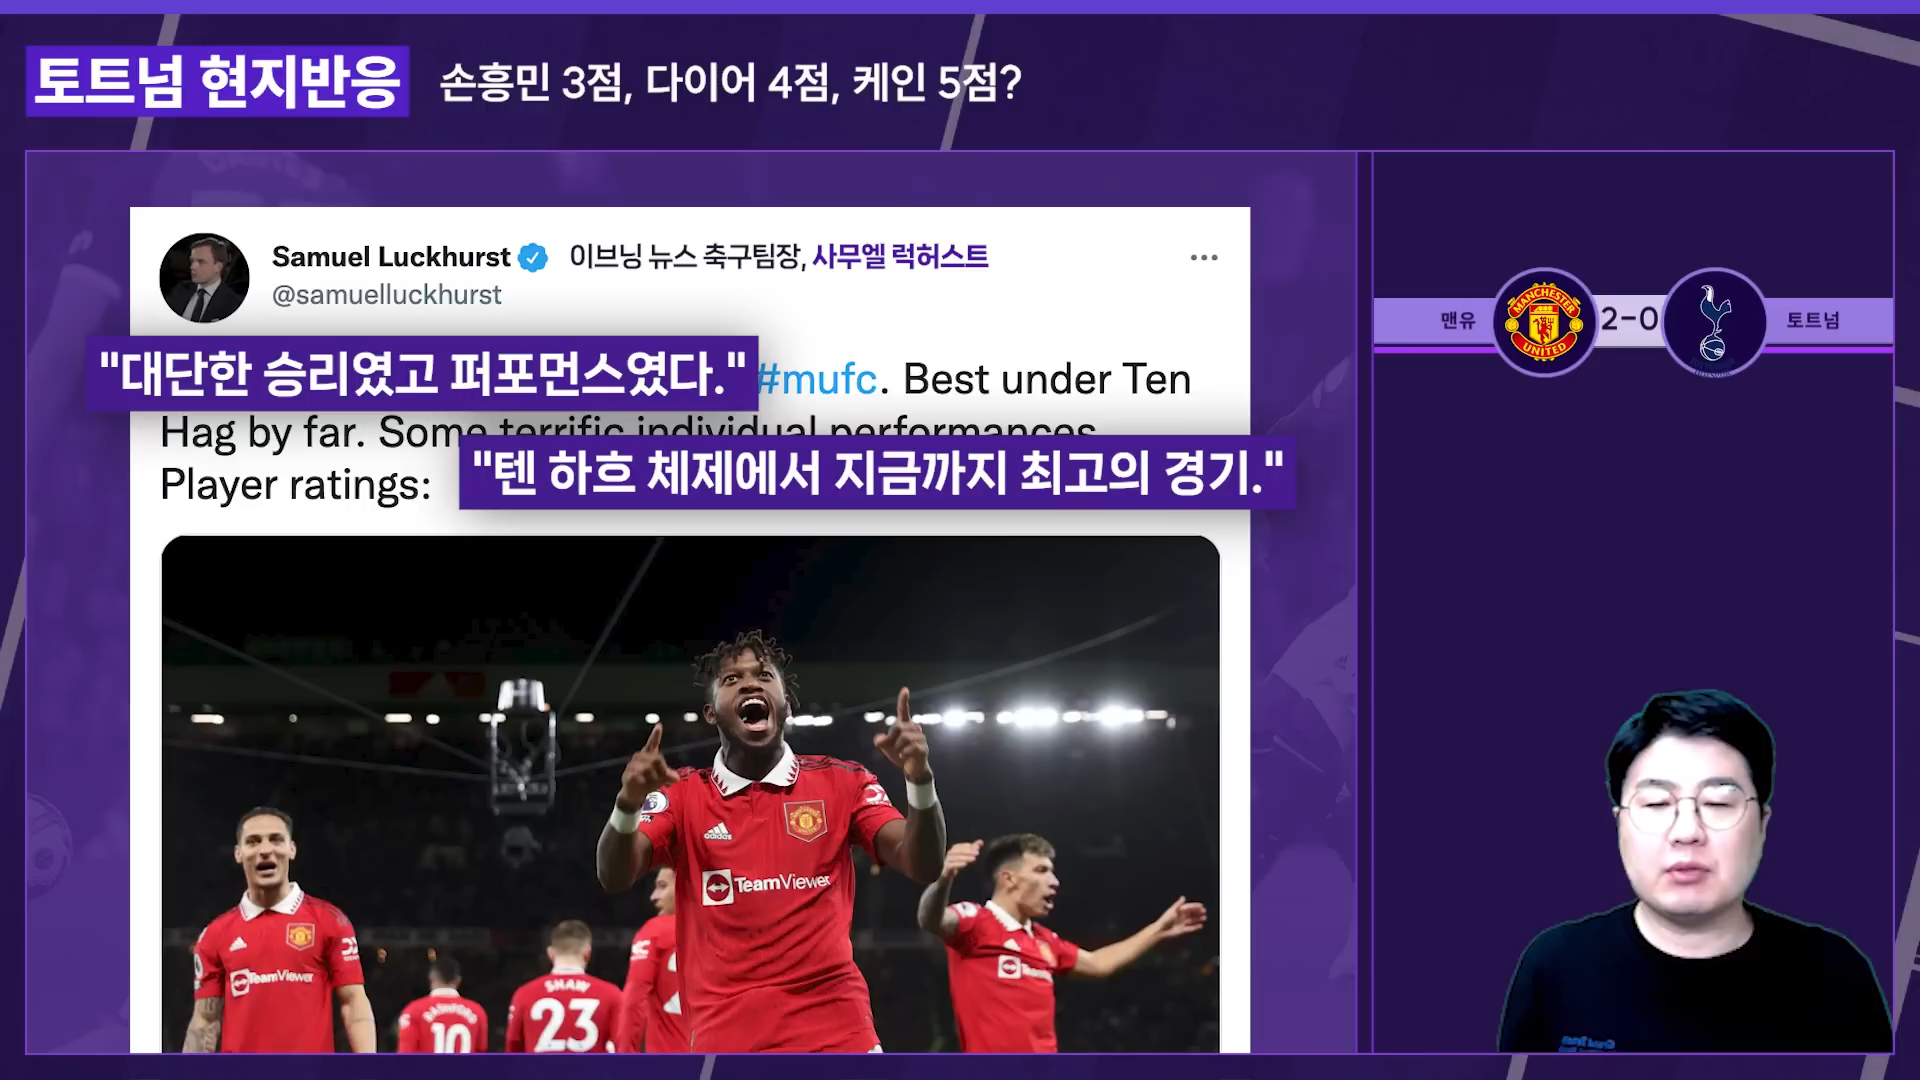 토트넘 현지반응
손흥민 3점, 다이어 4점, 케인 5점?
Samuel Luckhurst 이브닝 뉴스 축구팀장, 사무엘 럭허스트
@samuelluckhurst
"대단한 승리였고 퍼포먼스였다." #mufc. Best under Ten
Hag by far. Some terrific individual performances.
Player ratings: "텐 하흐 체제에서 지금까지 최고의 경기."
맨유 2-0 토트넘
MANCHESTER
UNITED
adidas
TeamViewer
TeamViewer
SHAW
23
RASHFORD
10